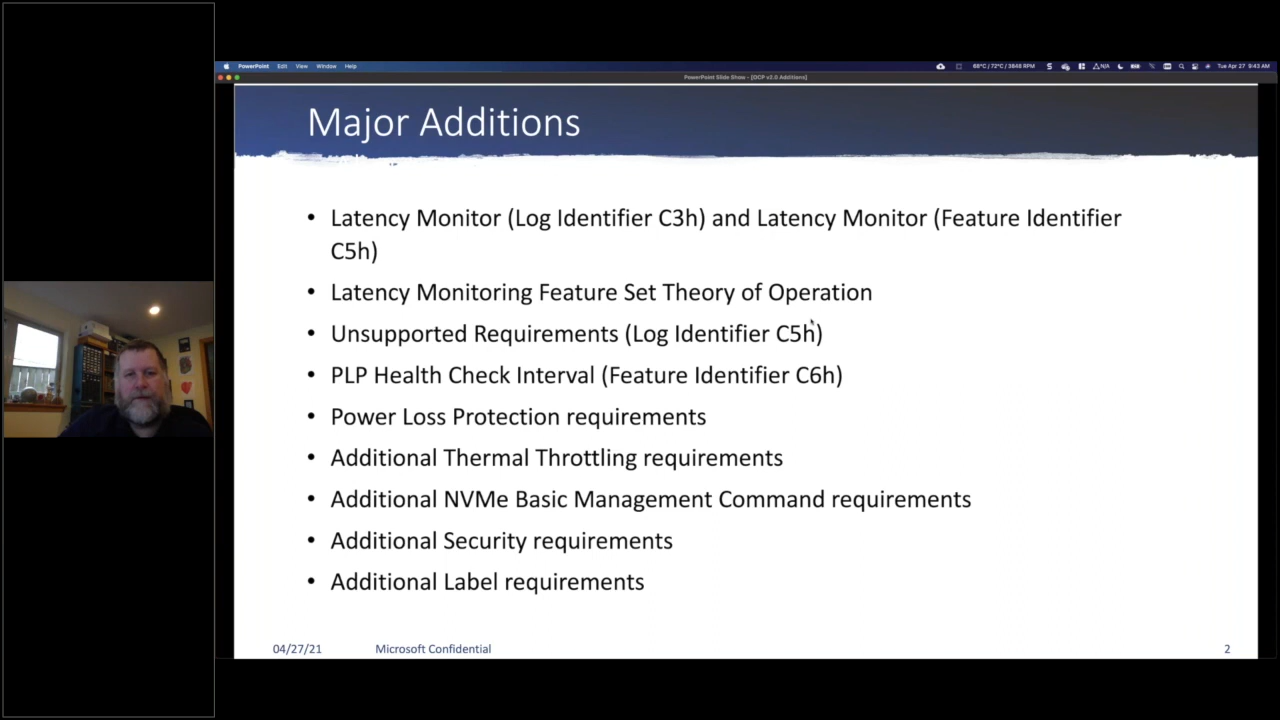 PowerPoint Edit View Window Help
68°C / 72°C / 3848 RPM
N/A
Tue Apr 27 9:43 AM
PowerPoint Slide Show - [OCP v2.0 Additions]
Major Additions
• Latency Monitor (Log Identifier C3h) and Latency Monitor (Feature Identifier
C5h)
• Latency Monitoring Feature Set Theory of Operation
• Unsupported Requirements (Log Identifier C5h)
• PLP Health Check Interval (Feature Identifier C6h)
• Power Loss Protection requirements
• Additional Thermal Throttling requirements
• Additional NVMe Basic Management Command requirements
• Additional Security requirements
• Additional Label requirements
04/27/21 Microsoft Confidential 2